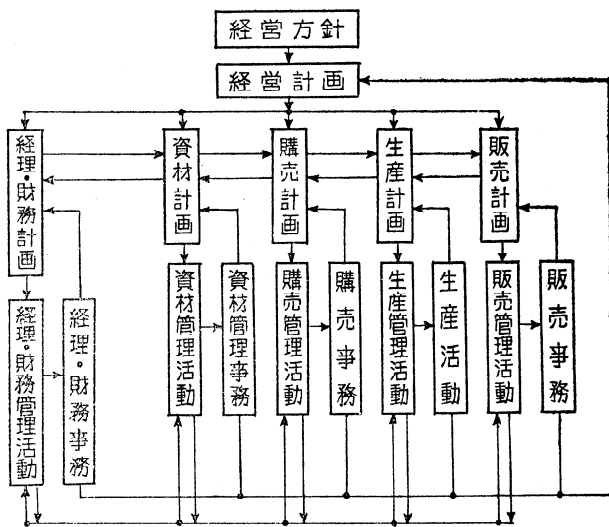 経営方針
経営計画
経理・財務計画
資材計画
購売計画
生産計画
販売計画
経理・財務管理活動
経理・財務事務
資材管理活動
資材管理事務
購売管理活動
購売事務
生産管理活動
生産活動
販売管理活動
販売事務